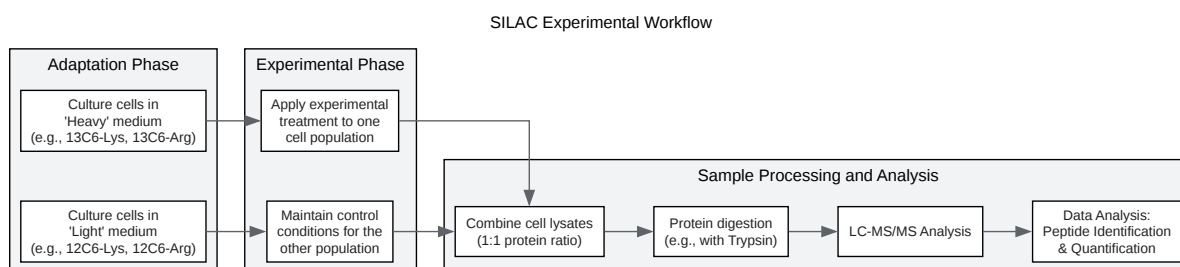 SILAC Experimental Workflow
Adaptation Phase
Culture cells in
'Heavy' medium
(e.g., 13C6-Lys, 13C6-Arg)
Culture cells in
'Light' medium
(e.g., 12C6-Lys, 12C6-Arg)
Experimental Phase
Apply experimental
treatment to one
cell population
Maintain control
conditions for the
other population
Sample Processing and Analysis
Combine cell lysates
(1:1 protein ratio)
Protein digestion
(e.g., with Trypsin)
LC-MS/MS Analysis
Data Analysis:
Peptide Identification
& Quantification